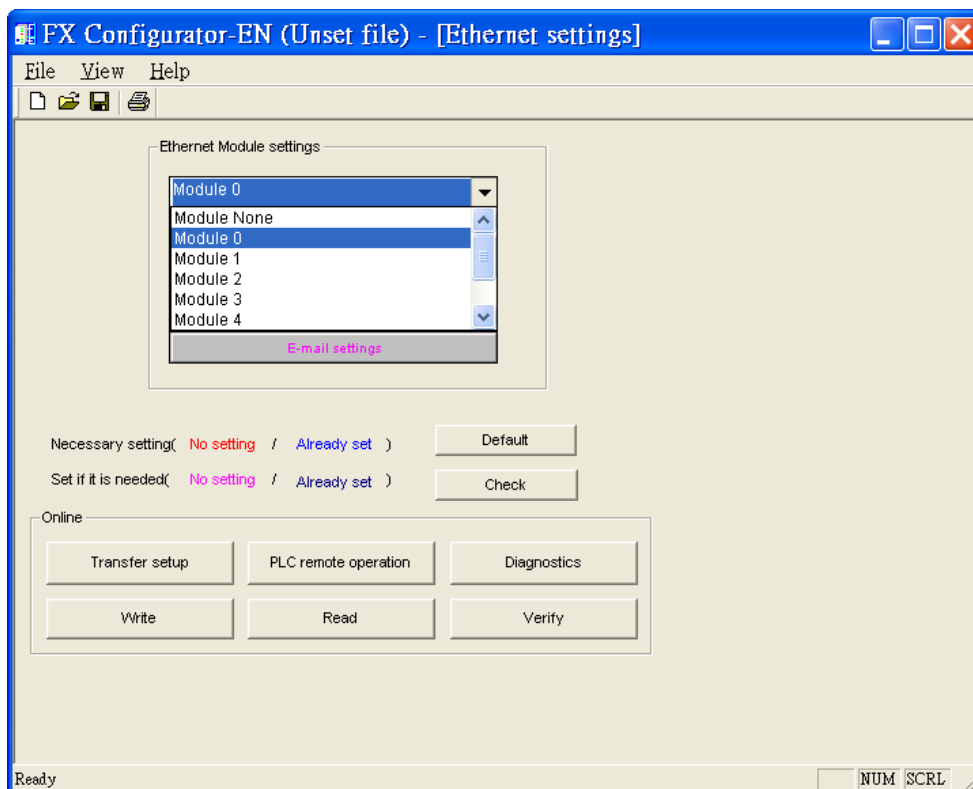 FX Configurator-EN (Unset file) - [Ethernet settings]
File View Help
Ethernet Module settings
Module 0
Module None
Module 0
Module 1
Module 2
Module 3
Module 4
E-mail settings
Necessary setting( No setting / Already set )
Default
Set if it is needed( No setting / Already set )
Check
Online
Transfer setup
PLC remote operation
Diagnostics
Write
Read
Verify
Ready
NUM SCRL